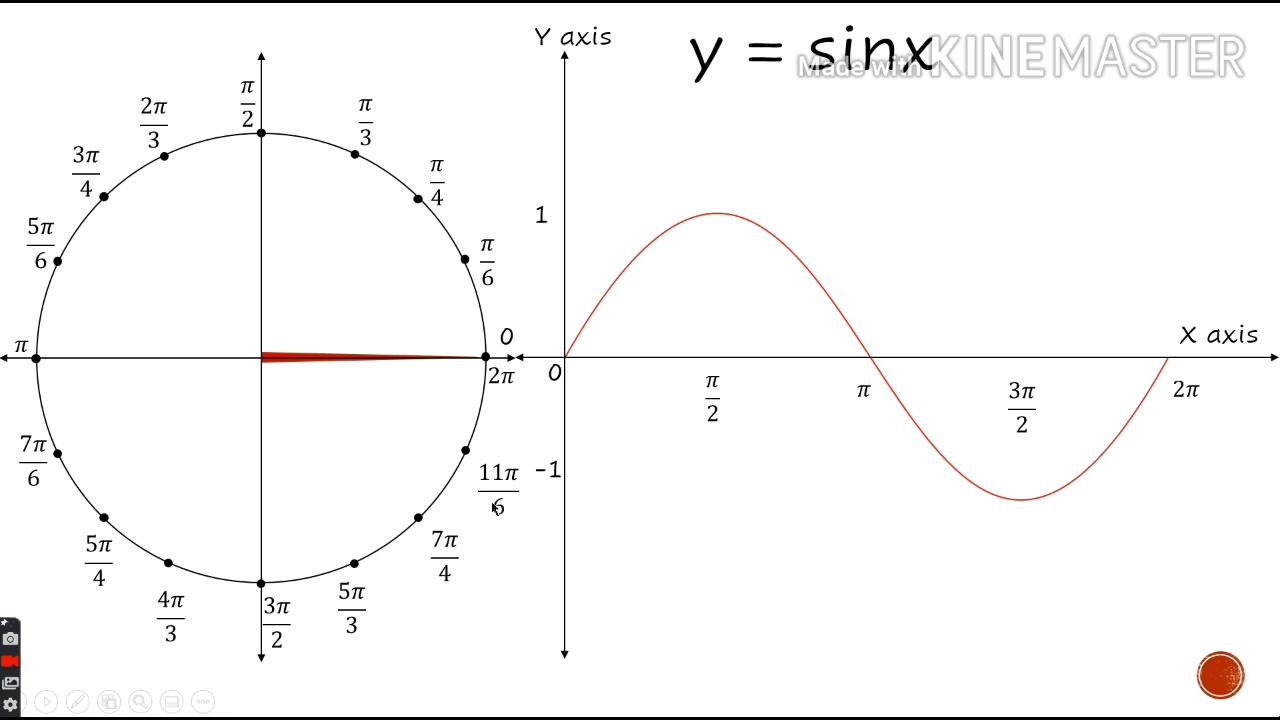 Y axis
y = sinx
Made with KINEMASTER
π/2
2π/3
π/3
3π/4
π/4
1
5π/6
π/6
0
X axis
π
2π
0
π/2
π
3π/2
2π
7π/6
11π/6
-1
5π/4
7π/4
4π/3
3π/2
5π/3